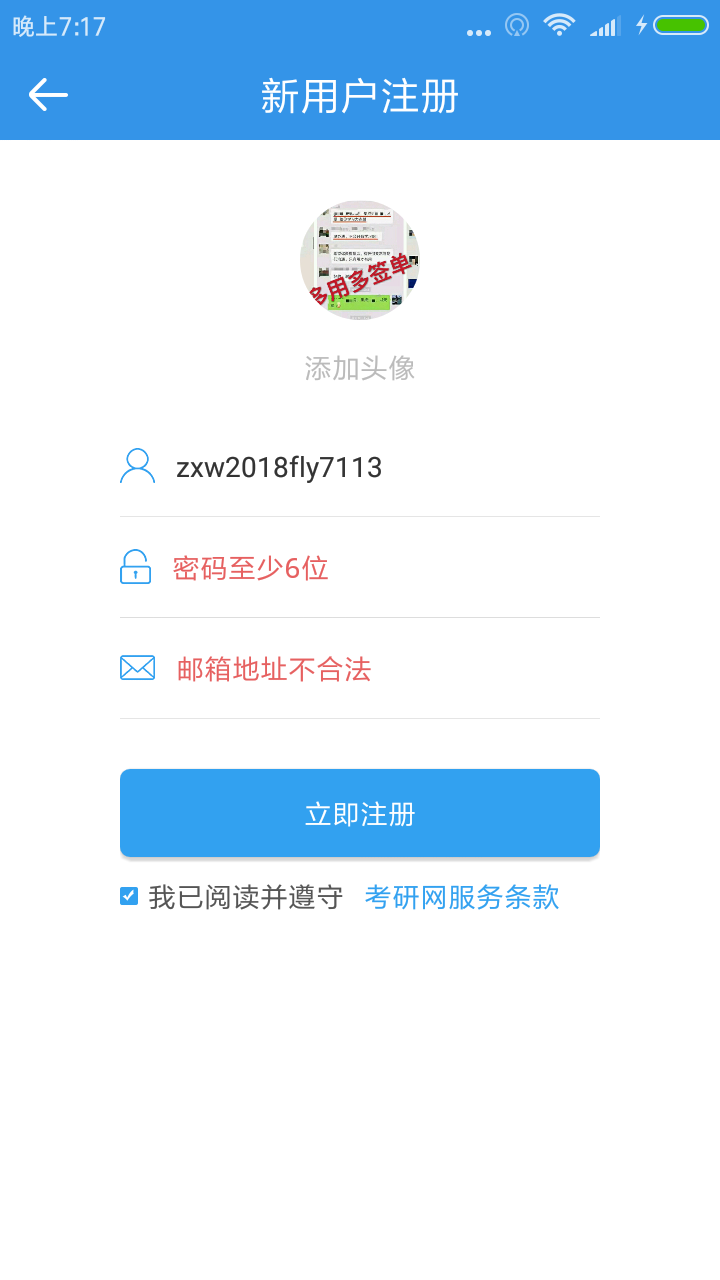 晚上7:17
新用户注册
多用多签单
添加头像
zxw2018fly7113
密码至少6位
邮箱地址不合法
立即注册
我已阅读并遵守 考研网服务条款